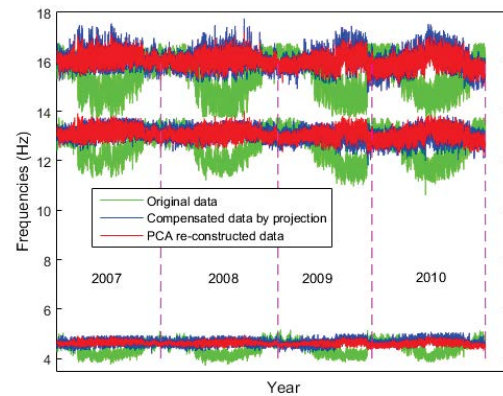 18
16
14
12
10
8
6
4
Frequencies (Hz)
Original data
Compensated data by projection
PCA re-constructed data
2007
2008
2009
2010
Year